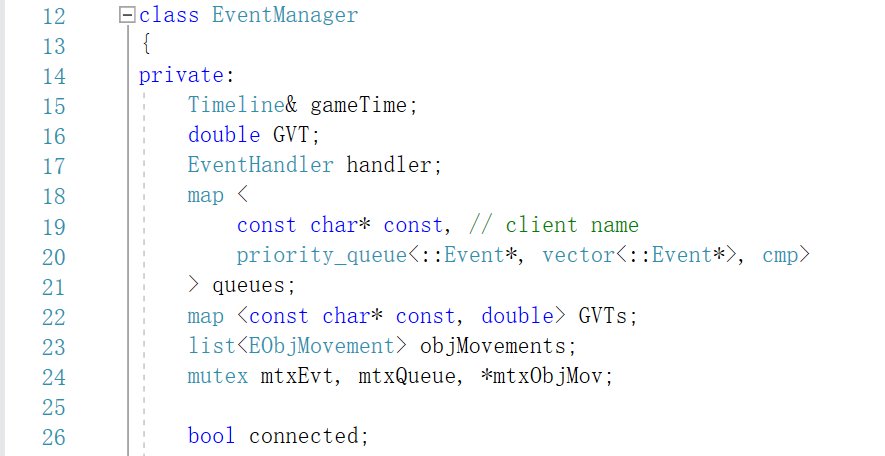 12 class EventManager
13 {
14 private:
15 Timeline& gameTime;
16 double GVT;
17 EventHandler handler;
18 map <
19 const char* const, // client name
20 priority_queue<::Event*, vector<::Event*>, cmp>
21 > queues;
22 map <const char* const, double> GVTs;
23 list<EObjMovement> objMovements;
24 mutex mtxEvt, mtxQueue, *mtxObjMov;
25
26 bool connected;